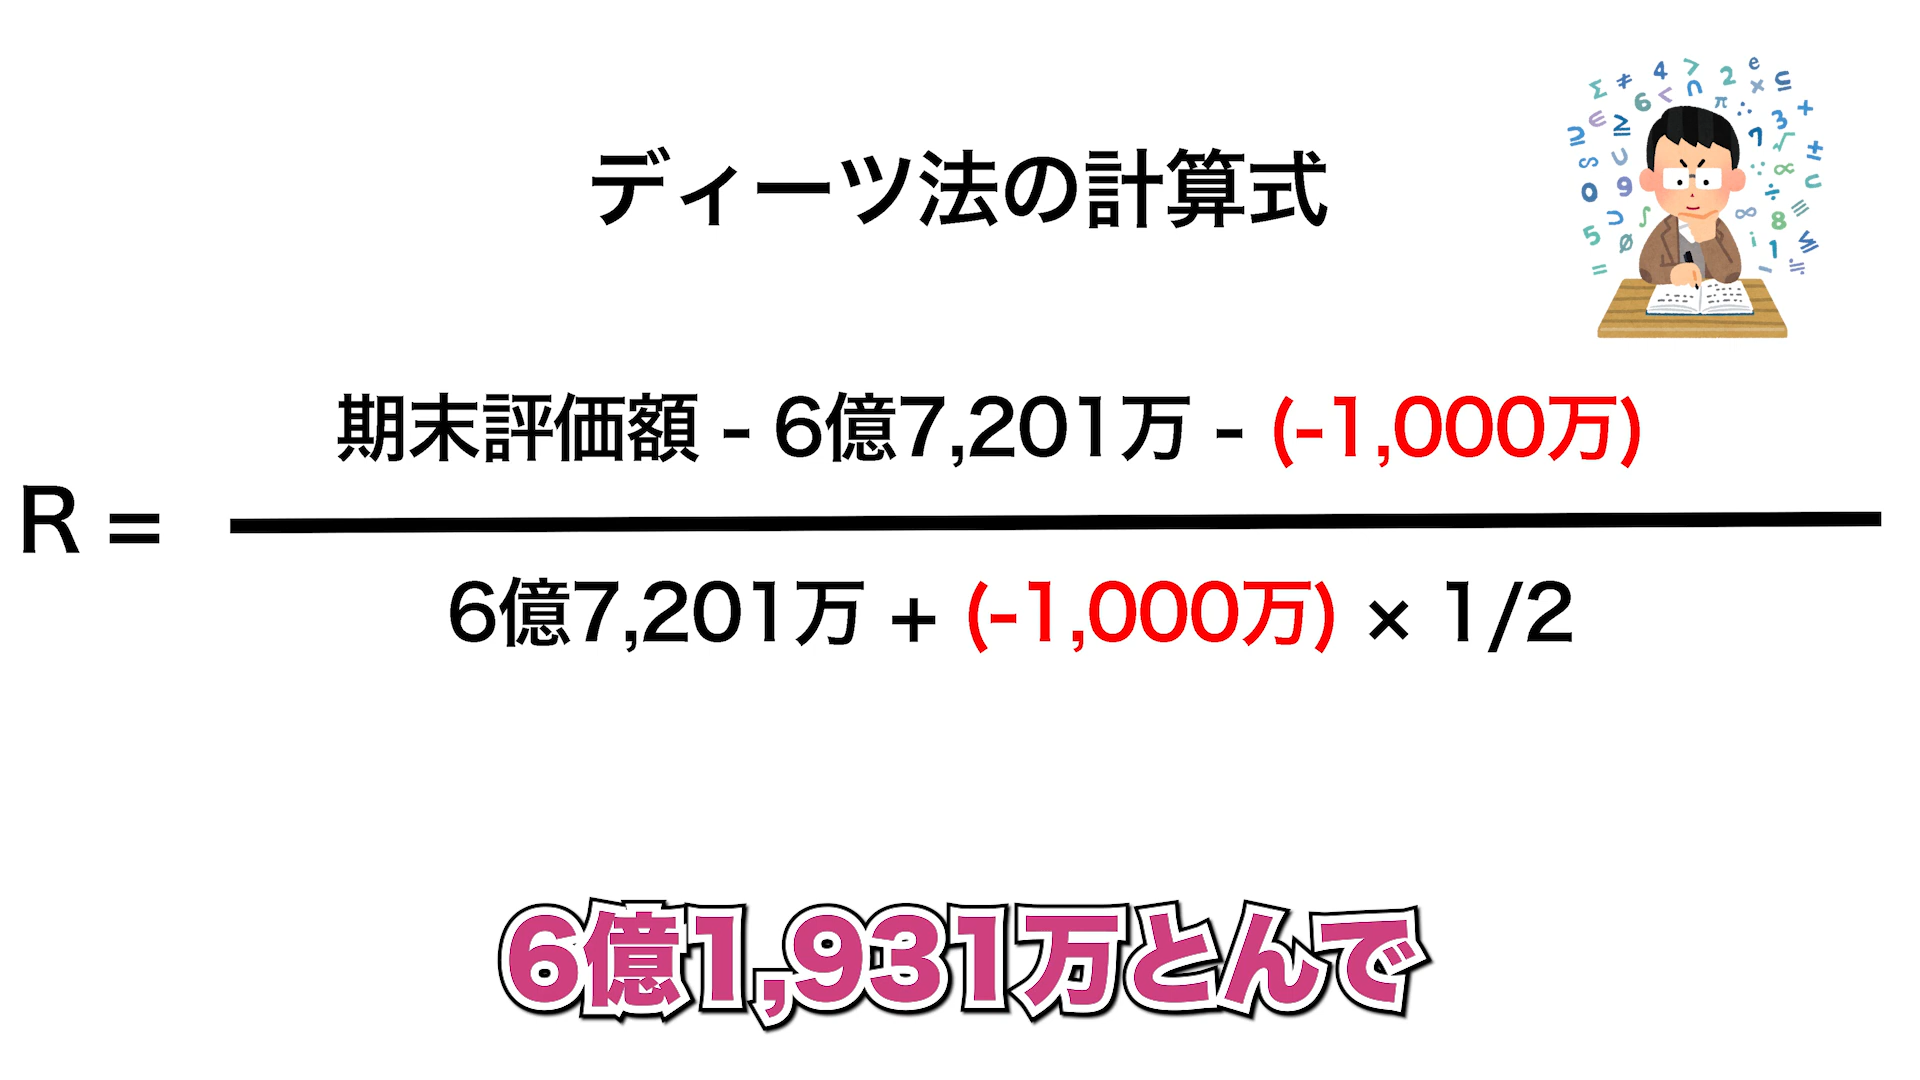 ディーツ法の計算式
期末評価額 - 6億7,201万 - (-1,000万)
R =
6億7,201万 + (-1,000万) × 1/2
6億1,931万とんで